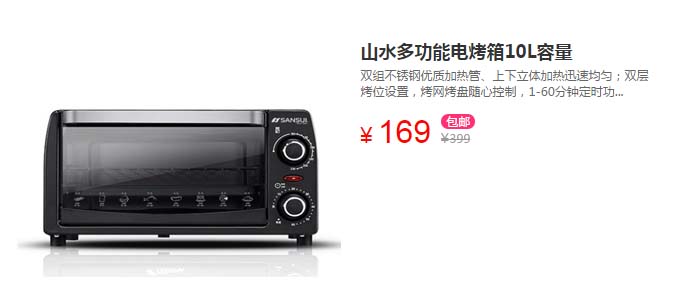 山水多功能电烤箱10L容量
双组不锈钢优质加热管、上下立体加热迅速均匀；双层
烤位设置，烤网烤盘随心控制，1-60分钟定时功...
¥ 169 包邮
¥399
SANSUI